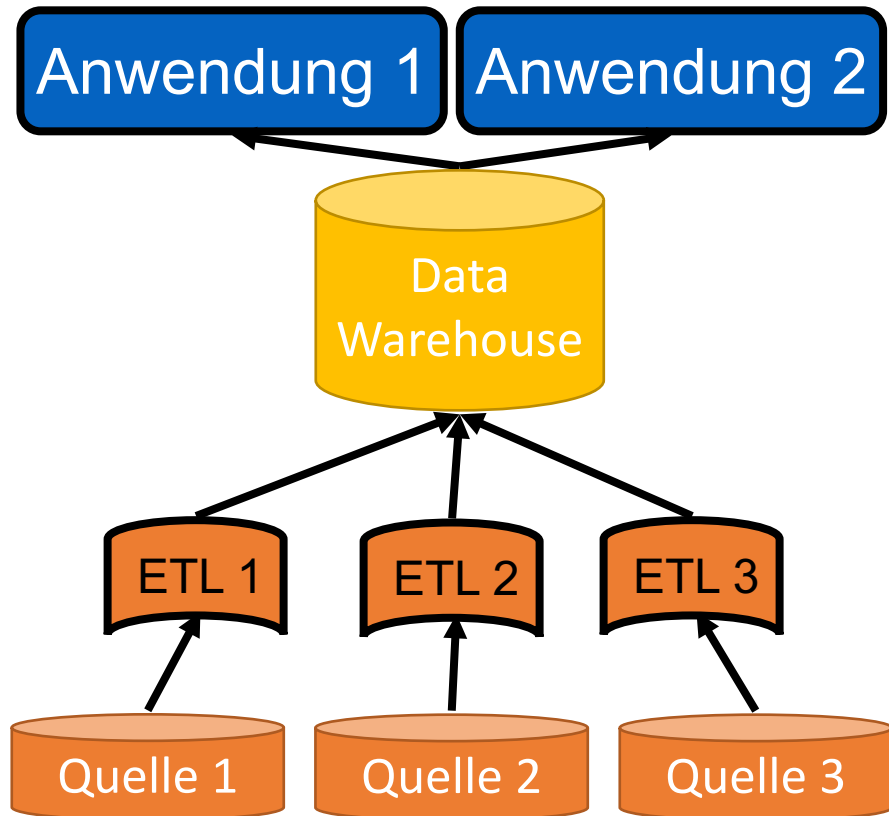 Anwendung 1
Anwendung 2
Data
Warehouse
ETL 1
ETL 2
ETL 3
Quelle 1
Quelle 2
Quelle 3